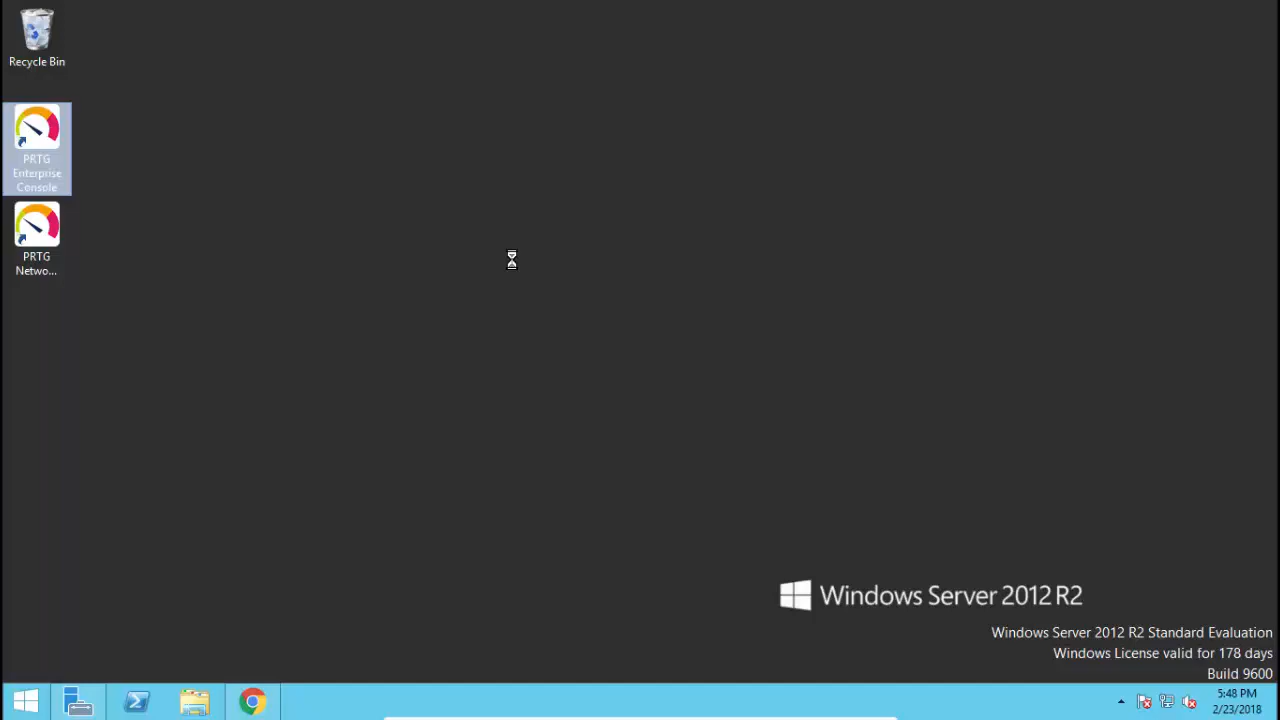 Recycle Bin
PRTG
Enterprise
Console
PRTG
Netwo...
Windows Server 2012 R2
Windows Server 2012 R2 Standard Evaluation
Windows License valid for 178 days
Build 9600
5:48 PM
2/23/2018